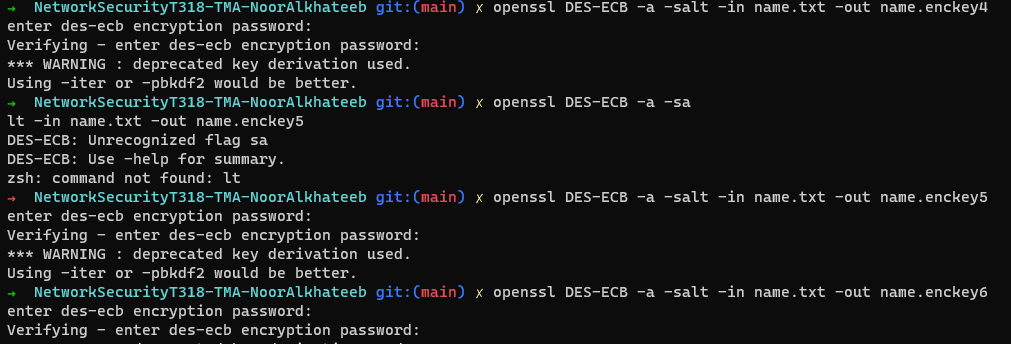 → NetworkSecurityT318-TMA-NoorAlkhateeb git:(main) ✗ openssl DES-ECB -a -salt -in name.txt -out name.enckey4
enter des-ecb encryption password:
Verifying - enter des-ecb encryption password:
*** WARNING : deprecated key derivation used.
Using -iter or -pbkdf2 would be better.
→ NetworkSecurityT318-TMA-NoorAlkhateeb git:(main) ✗ openssl DES-ECB -a -sa
lt -in name.txt -out name.enckey5
DES-ECB: Unrecognized flag sa
DES-ECB: Use -help for summary.
zsh: command not found: lt
→ NetworkSecurityT318-TMA-NoorAlkhateeb git:(main) ✗ openssl DES-ECB -a -salt -in name.txt -out name.enckey5
enter des-ecb encryption password:
Verifying - enter des-ecb encryption password:
*** WARNING : deprecated key derivation used.
Using -iter or -pbkdf2 would be better.
→ NetworkSecurityT318-TMA-NoorAlkhateeb git:(main) ✗ openssl DES-ECB -a -salt -in name.txt -out name.enckey6
enter des-ecb encryption password:
Verifying - enter des-ecb encryption password: